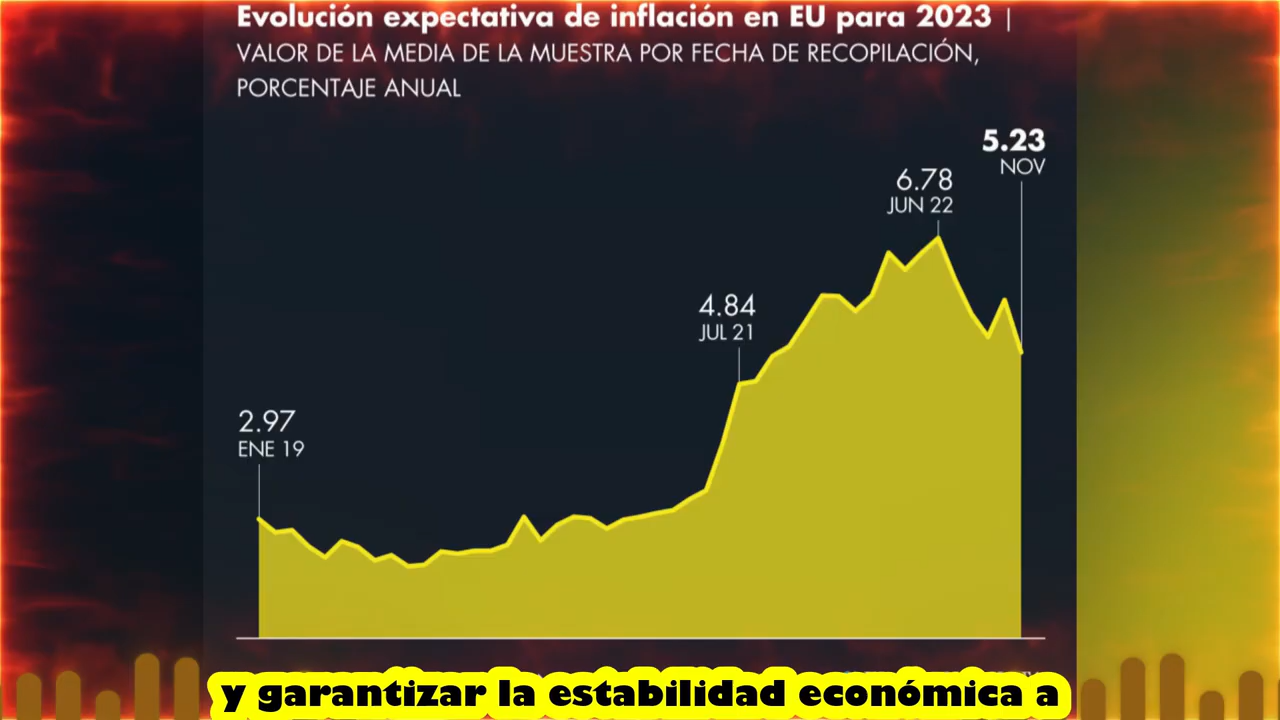 Evolución expectativa de inflación en EU para 2023 |
VALOR DE LA MEDIA DE LA MUESTRA POR FECHA DE RECOPILACIÓN,
PORCENTAJE ANUAL
5.23
NOV
6.78
JUN 22
4.84
JUL 21
2.97
ENE 19
y garantizar la estabilidad económica a